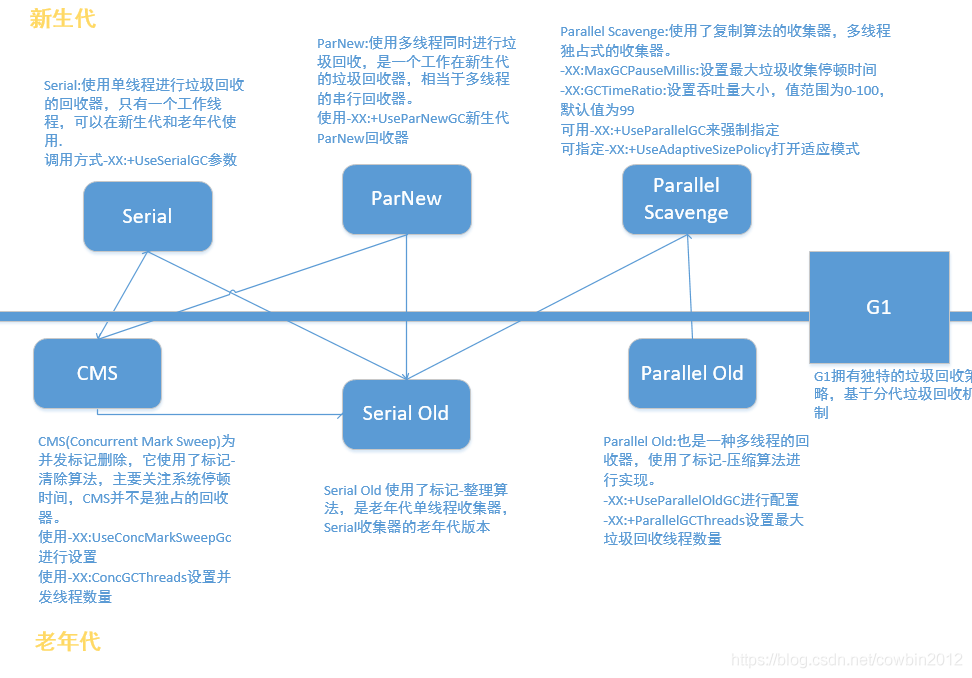 新生代
Serial:使用单线程进行垃圾回收
的回收器，只有一个工作线
程，可以在新生代和老年代使
用.
调用方式-XX:+UseSerialGC参数
ParNew:使用多线程同时进行垃
圾回收，是一个工作在新生代
的垃圾回收器，相当于多线程
的串行回收器。
使用-XX:+UseParNewGC新生代
ParNew回收器
Parallel Scavenge:使用了复制算法的收集器，多线程
独占式的收集器。
-XX:MaxGCPauseMillis:设置最大垃圾收集停顿时间
-XX:GCTimeRatio:设置吞吐量大小，值范围为0-100，
默认值为99
可用-XX:+UseParallelGC来强制指定
可指定-XX:+UseAdaptiveSizePolicy打开适应模式
Serial
ParNew
Parallel
Scavenge
G1
CMS
Serial Old
Parallel Old
G1拥有独特的垃圾回收策
略，基于分代垃圾回收机
制
CMS(Concurrent Mark Sweep)为
并发标记删除，它使用了标记-
清除算法，主要关注系统停顿
时间，CMS并不是独占的回收
器。
使用-XX:UseConcMarkSweepGc
进行设置
使用-XX:ConcGCThreads设置并
发线程数量
Serial Old 使用了标记-整理算
法，是老年代单线程收集器，
Serial收集器的老年代版本
Parallel Old:也是一种多线程的回
收器，使用了标记-压缩算法进
行实现。
-XX:+UseParallelOldGC进行配置
-XX:+ParallelGCThreads设置最大
垃圾回收线程数量
老年代
https://blog.csdn.net/cowbin2012